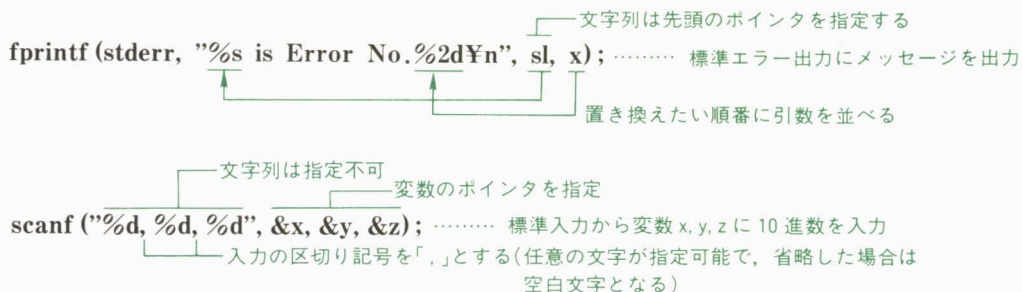 文字列は先頭のポインタを指定する
fprintf (stderr, ”%s is Error No.%2d¥n”, sl, x); ……… 標準エラー出力にメッセージを出力
置き換えたい順番に引数を並べる
文字列は指定不可
変数のポインタを指定
scanf (”%d, %d, %d”, &x, &y, &z); ……… 標準入力から変数 x, y, z に 10 進数を入力
入力の区切り記号を「,」とする(任意の文字が指定可能で,省略した場合は
空白文字となる)